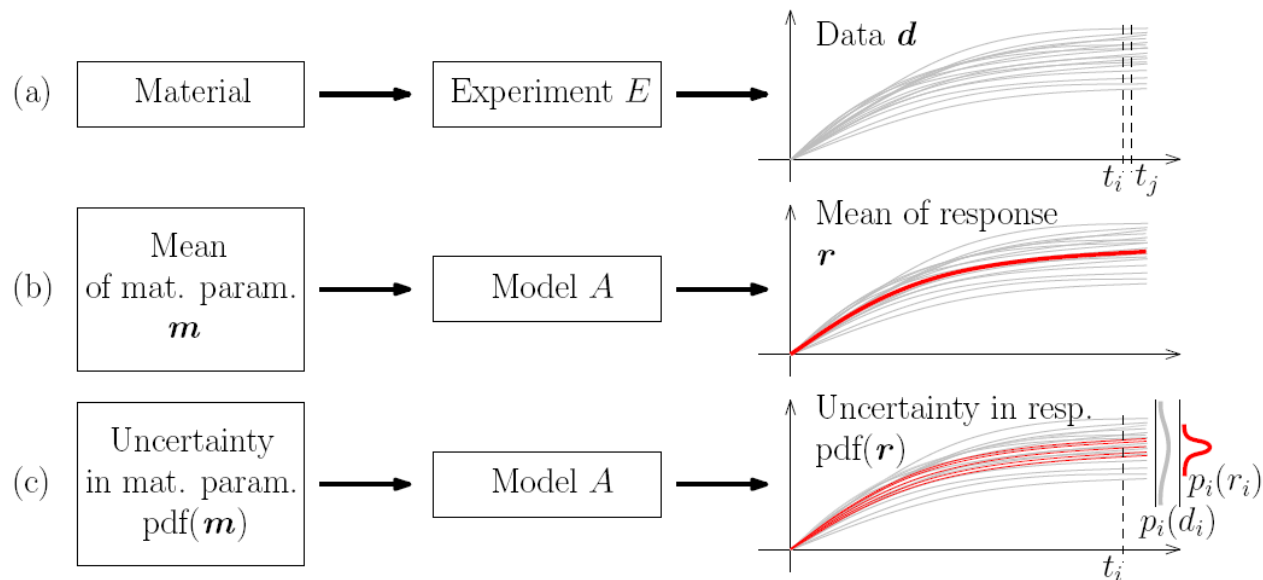 (a)
Material
Experiment E
Data d
t_i t_j
(b)
Mean
of mat. param.
m
Model A
Mean of response
r
(c)
Uncertainty
in mat. param.
pdf(m)
Model A
Uncertainty in resp.
pdf(r)
p_i(r_i)
p_i(d_i)
t_i